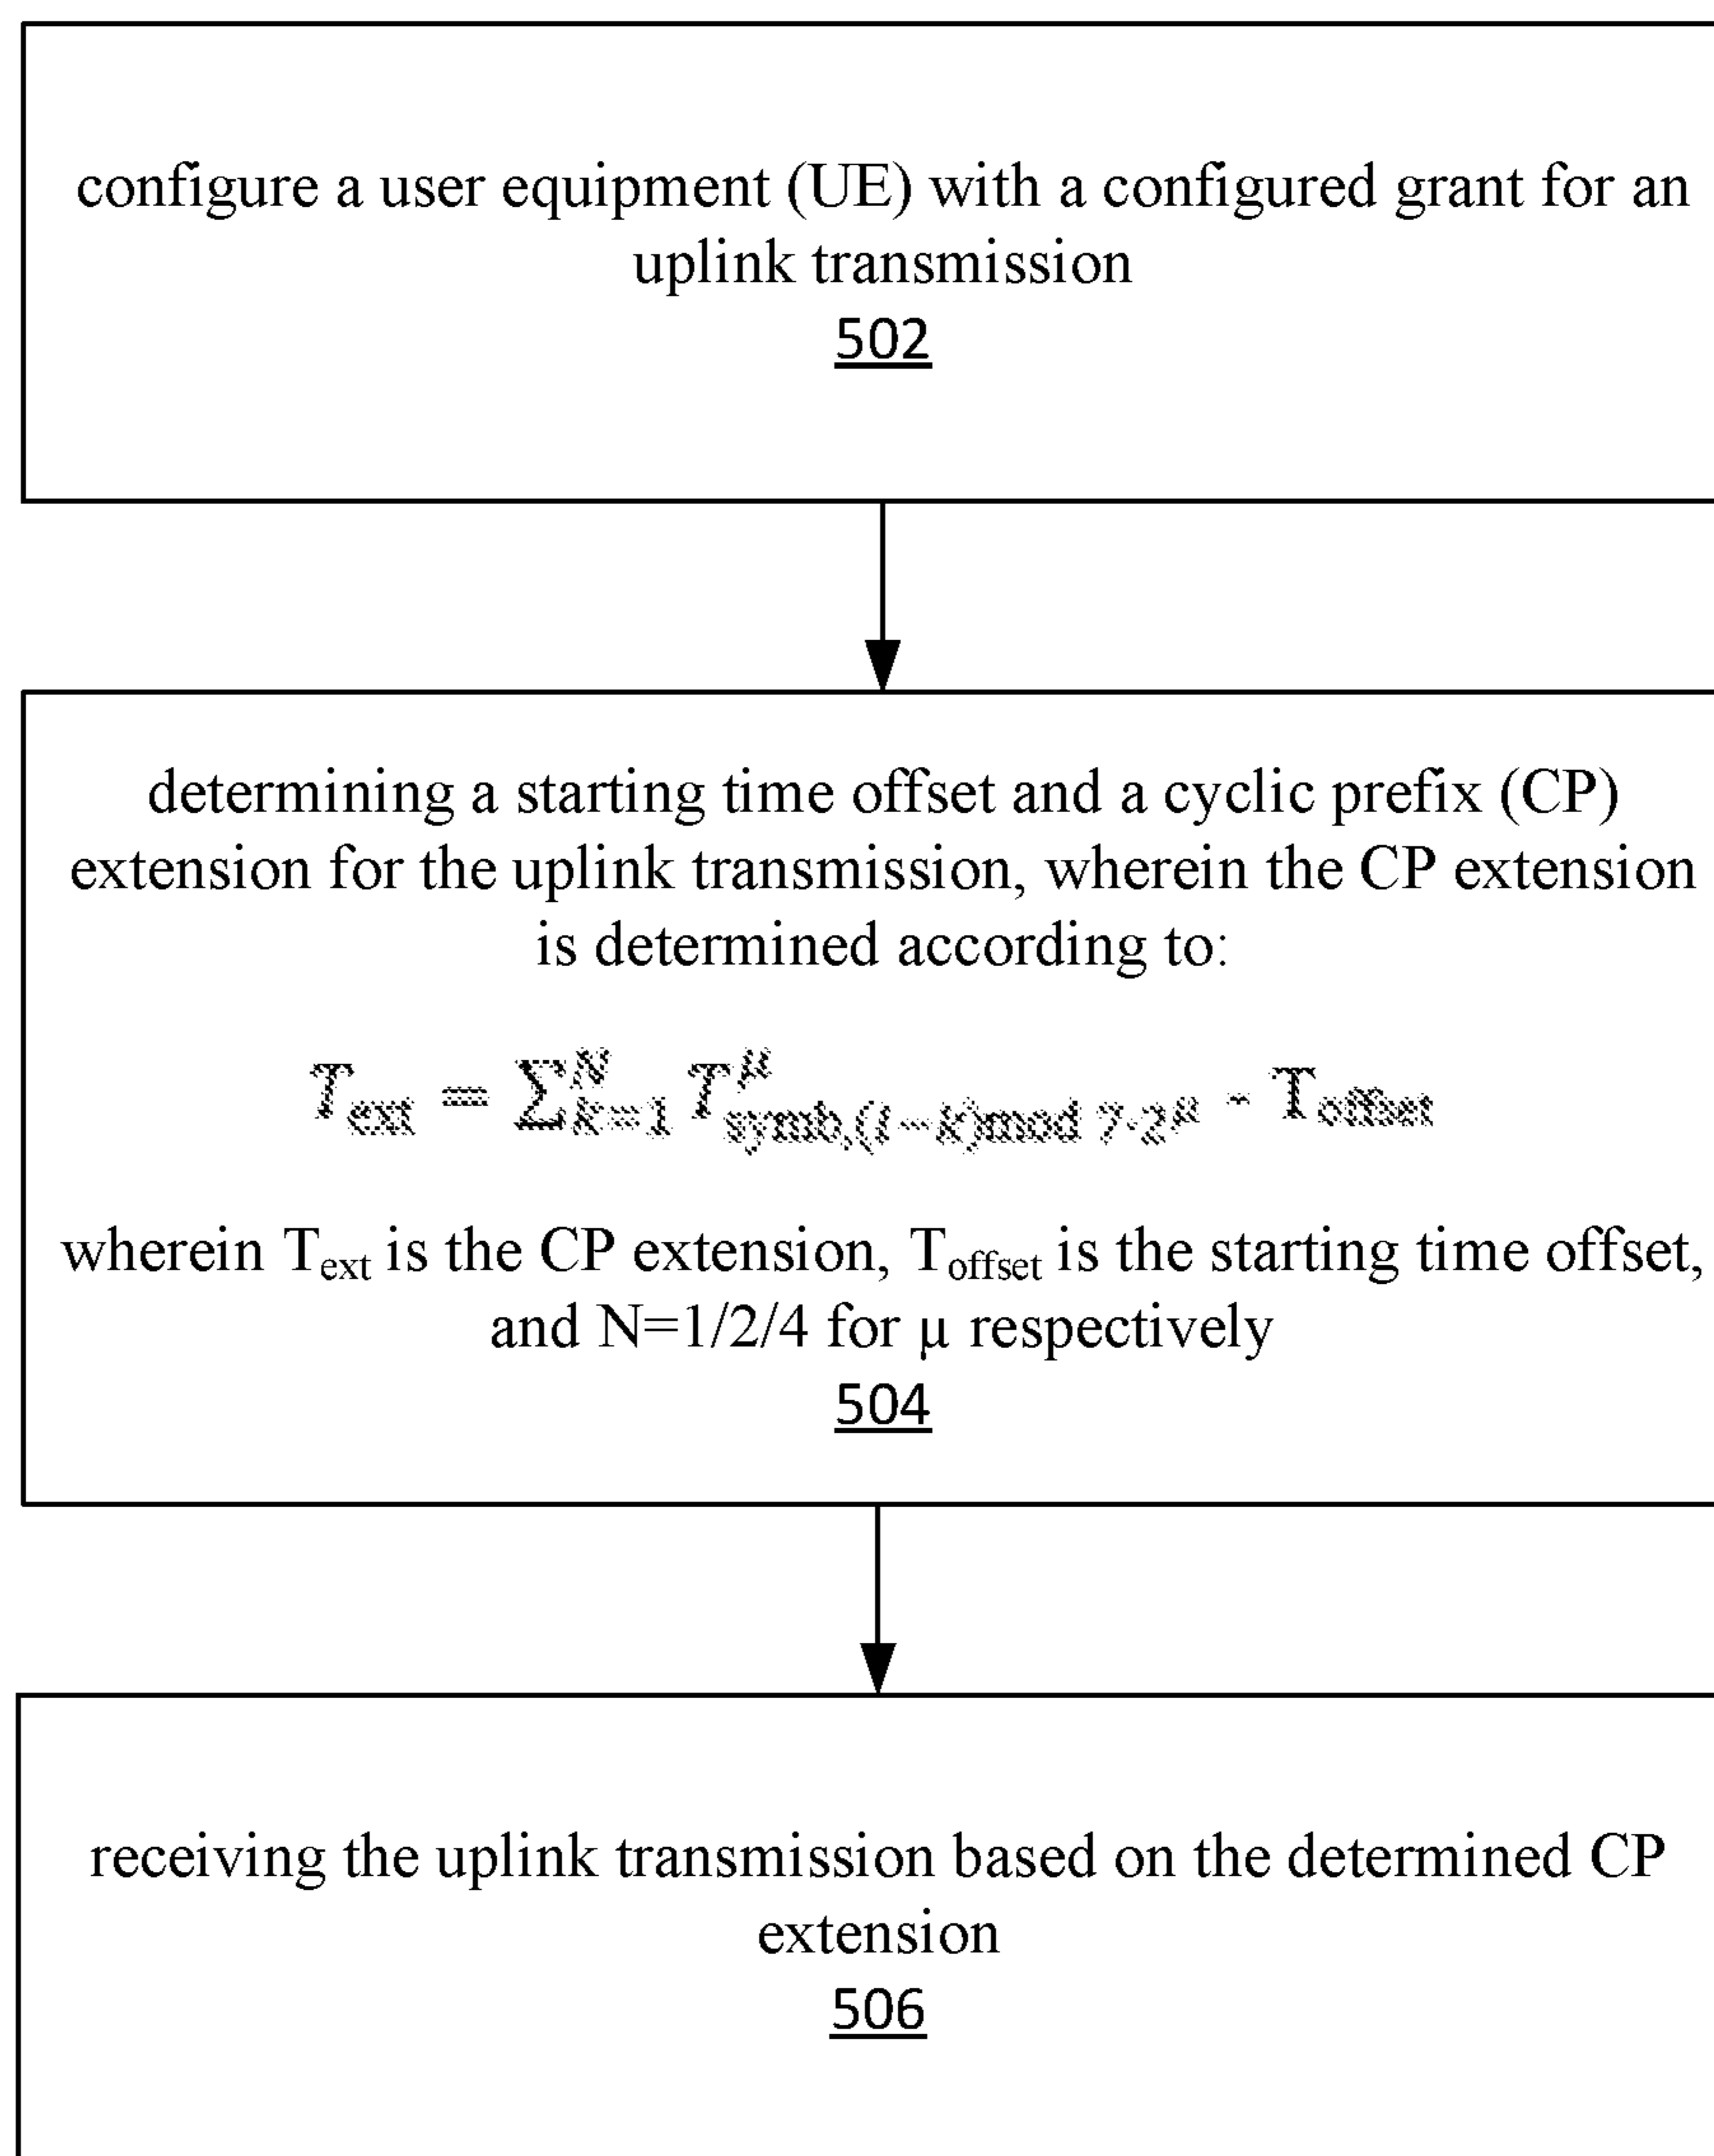 configure a user equipment (UE) with a configured grant for an
uplink transmission
502
determining a starting time offset and a cyclic prefix (CP)
extension for the uplink transmission, wherein the CP extension
is determined according to:
T_ext = ∑_{k=1}^{N} T^{μ}_{symb,(l−k)mod 7·2^{μ}} - T_offset
wherein T_ext is the CP extension, T_offset is the starting time offset,
and N=1/2/4 for μ respectively
504
receiving the uplink transmission based on the determined CP
extension
506